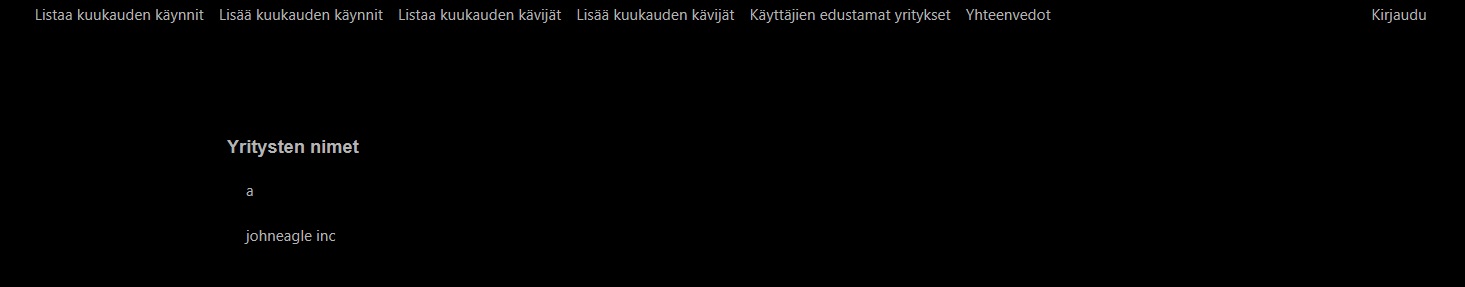 Listaa kuukauden käynnit Lisää kuukauden käynnit Listaa kuukauden kävijät Lisää kuukauden kävijät Käyttäjien edustamat yritykset Yhteenvedot Kirjaudu
Yritysten nimet
a
johneagle inc